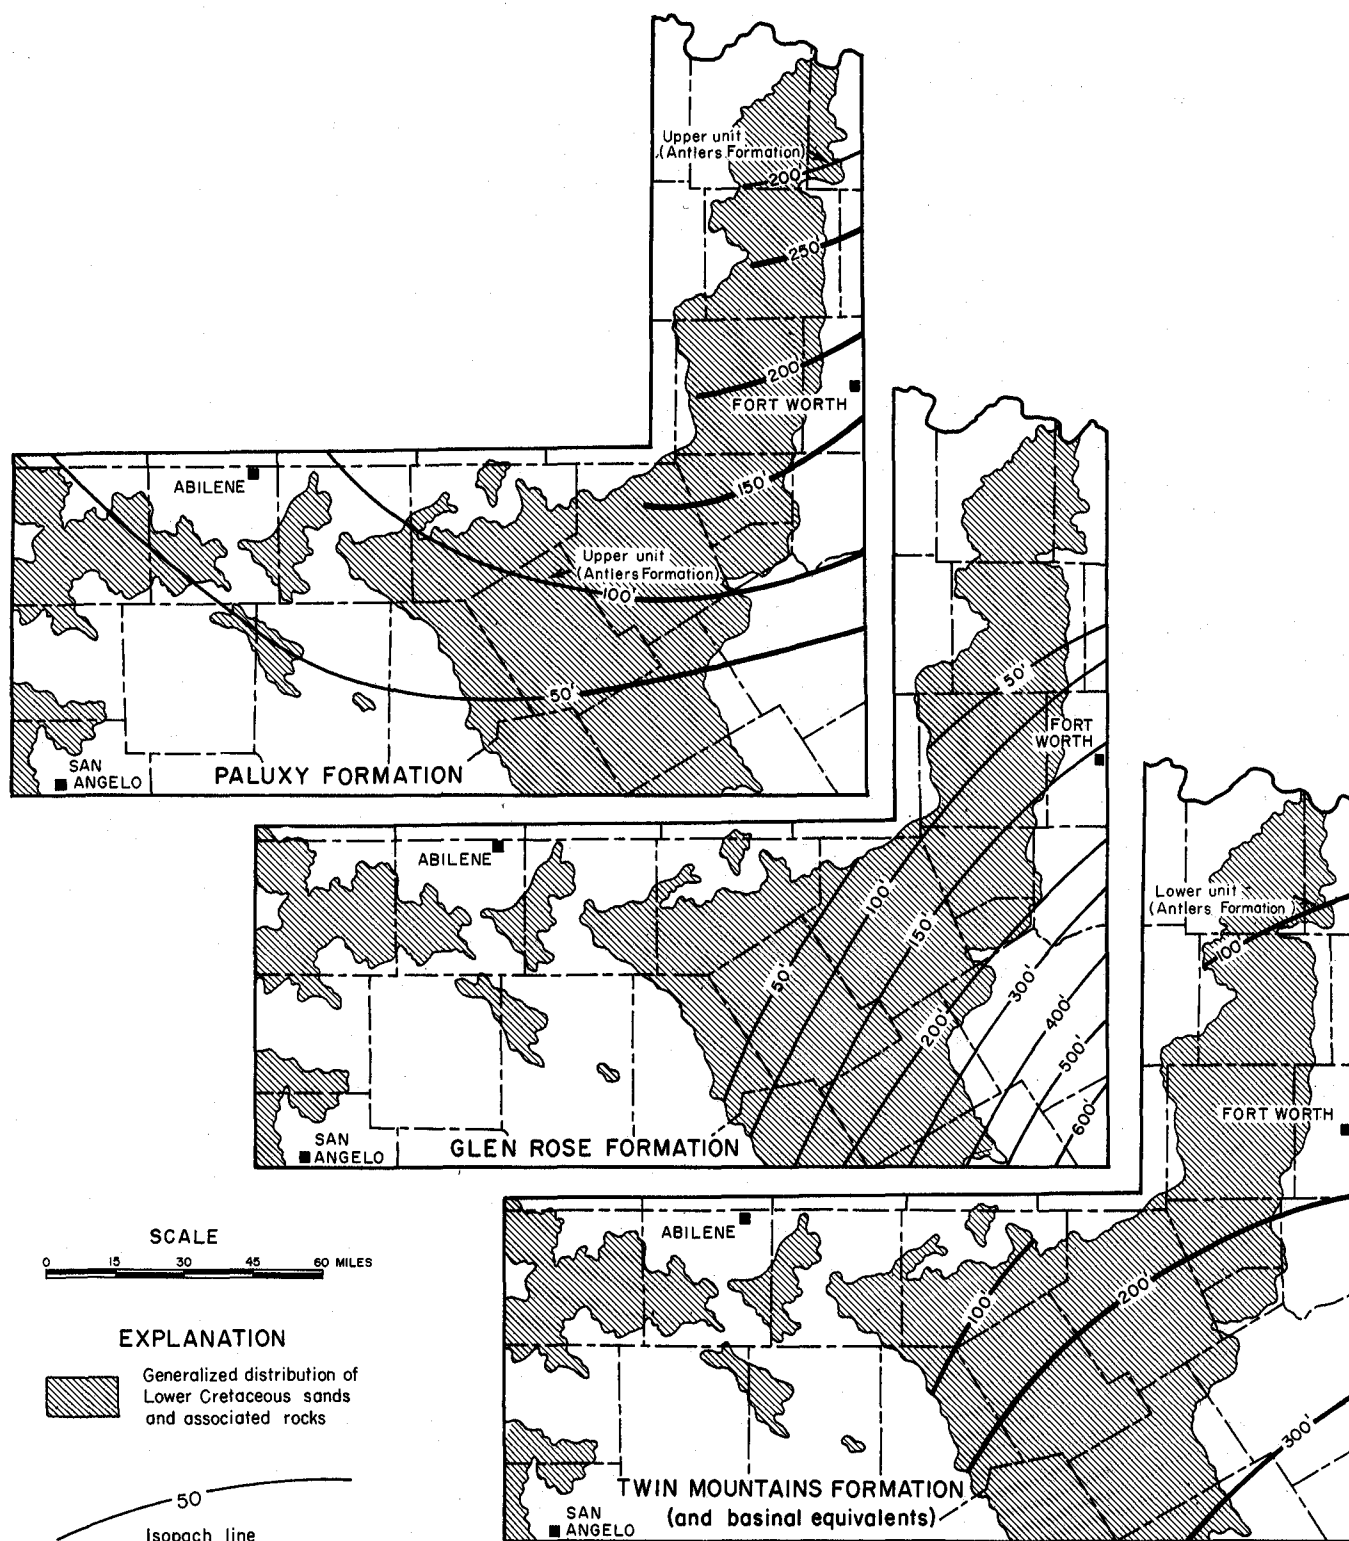 Upper unit
(Antlers Formation)
200'
250'
200'
FORT WORTH
150'
ABILENE
Upper unit
(Antlers Formation)
100'
50'
SAN
ANGELO
PALUXY FORMATION
50'
FORT
WORTH
ABILENE
100'
150'
50'
200'
300'
400'
500'
600'
SAN
ANGELO
GLEN ROSE FORMATION
Lower unit
(Antlers Formation)
100'
FORT WORTH
ABILENE
100'
200'
300'
TWIN MOUNTAINS FORMATION
(and basinal equivalents)
SAN
ANGELO
SCALE
0 15 30 45 60 MILES
EXPLANATION
Generalized distribution of
Lower Cretaceous sands
and associated rocks
50
Isopach line